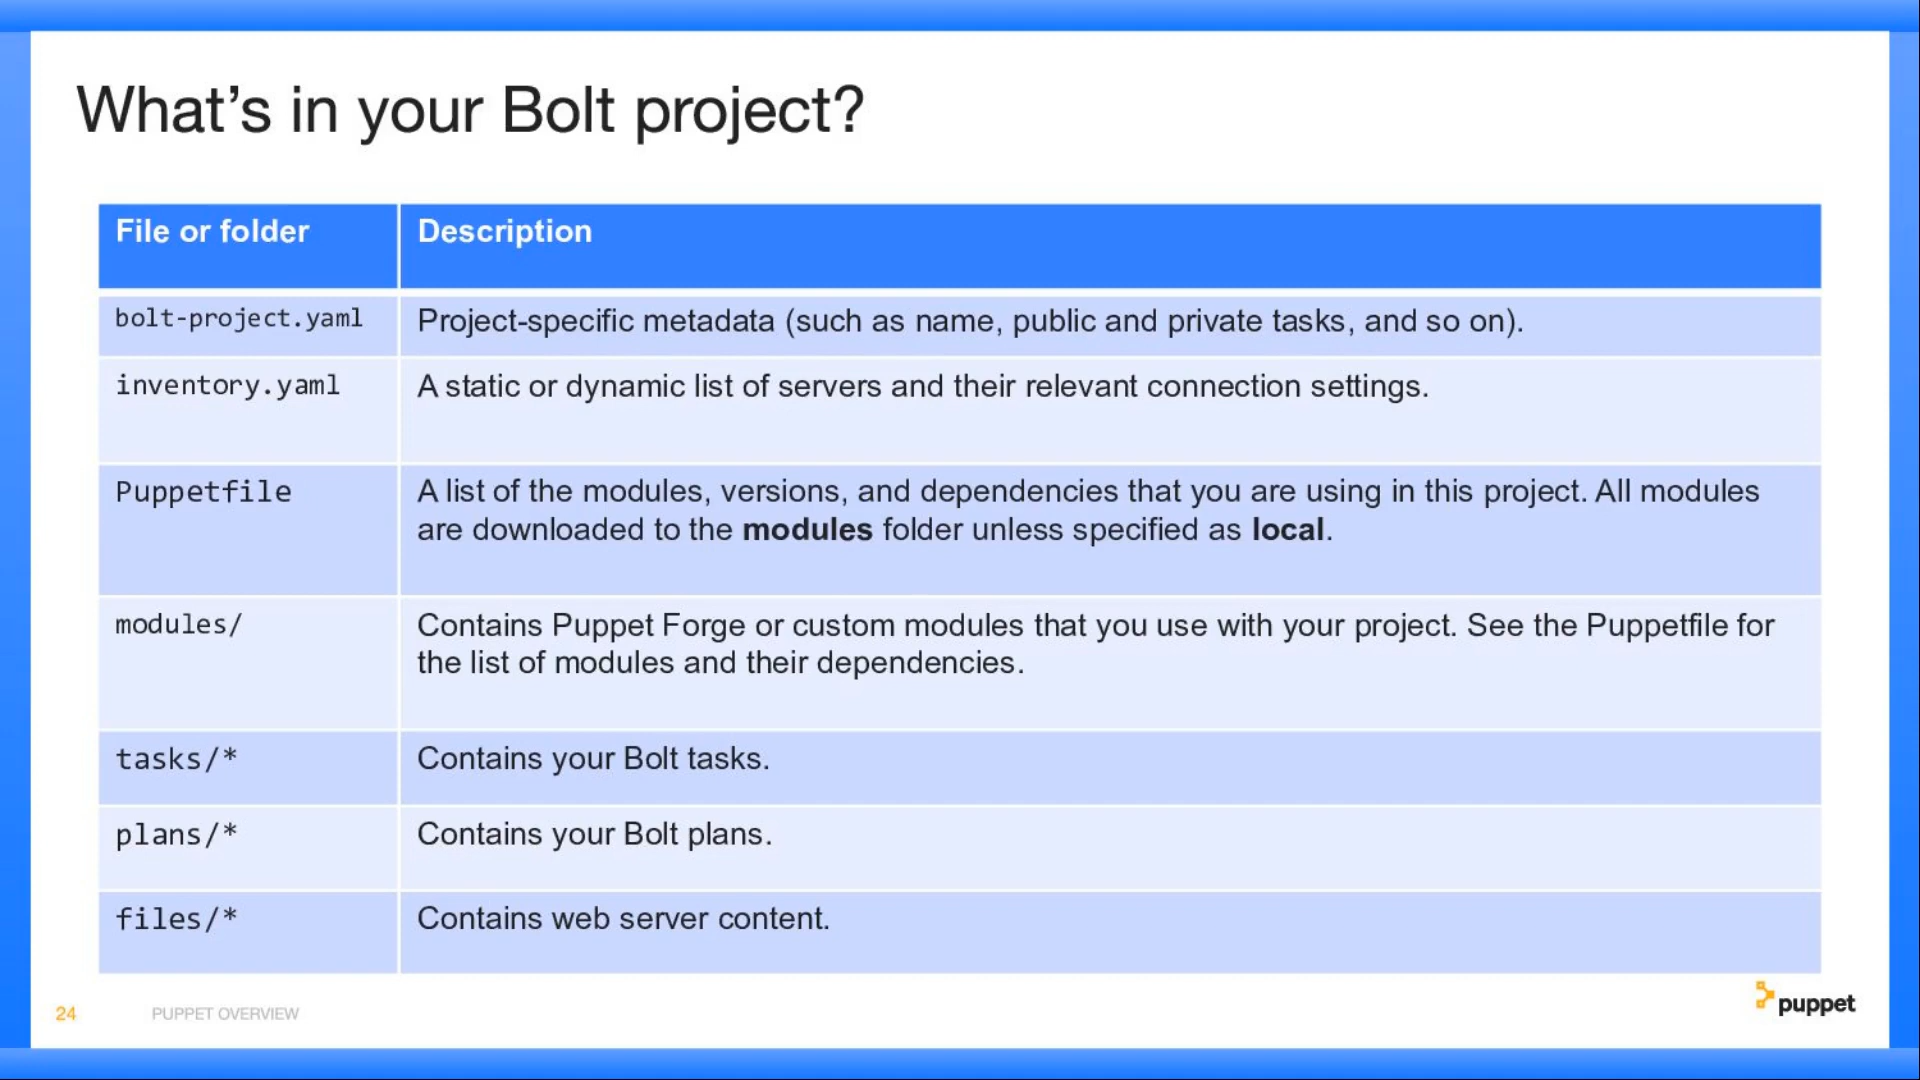 What’s in your Bolt project?
File or folder
Description
bolt-project.yaml
Project-specific metadata (such as name, public and private tasks, and so on).
inventory.yaml
A static or dynamic list of servers and their relevant connection settings.
Puppetfile
A list of the modules, versions, and dependencies that you are using in this project. All modules
are downloaded to the modules folder unless specified as local.
modules/
Contains Puppet Forge or custom modules that you use with your project. See the Puppetfile for
the list of modules and their dependencies.
tasks/*
Contains your Bolt tasks.
plans/*
Contains your Bolt plans.
files/*
Contains web server content.
24
PUPPET OVERVIEW
puppet